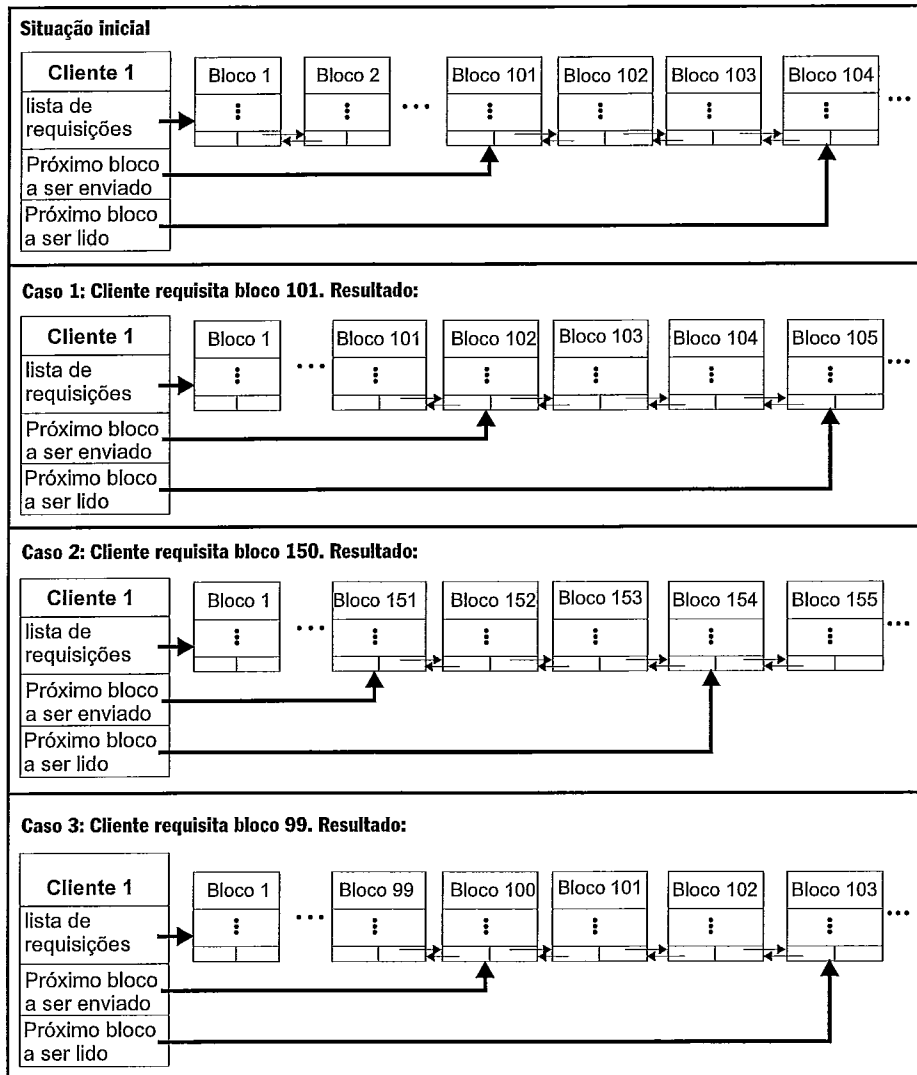 Situação inicial
Cliente 1
lista de
requisições
Próximo bloco
a ser enviado
Próximo bloco
a ser lido
Bloco 1
Bloco 2
...
Bloco 101
Bloco 102
Bloco 103
Bloco 104
...
Caso 1: Cliente requisita bloco 101. Resultado:
Cliente 1
lista de
requisições
Próximo bloco
a ser enviado
Próximo bloco
a ser lido
Bloco 1
...
Bloco 101
Bloco 102
Bloco 103
Bloco 104
Bloco 105
...
Caso 2: Cliente requisita bloco 150. Resultado:
Cliente 1
lista de
requisições
Próximo bloco
a ser enviado
Próximo bloco
a ser lido
Bloco 1
...
Bloco 151
Bloco 152
Bloco 153
Bloco 154
Bloco 155
...
Caso 3: Cliente requisita bloco 99. Resultado:
Cliente 1
lista de
requisições
Próximo bloco
a ser enviado
Próximo bloco
a ser lido
Bloco 1
...
Bloco 99
Bloco 100
Bloco 101
Bloco 102
Bloco 103
...